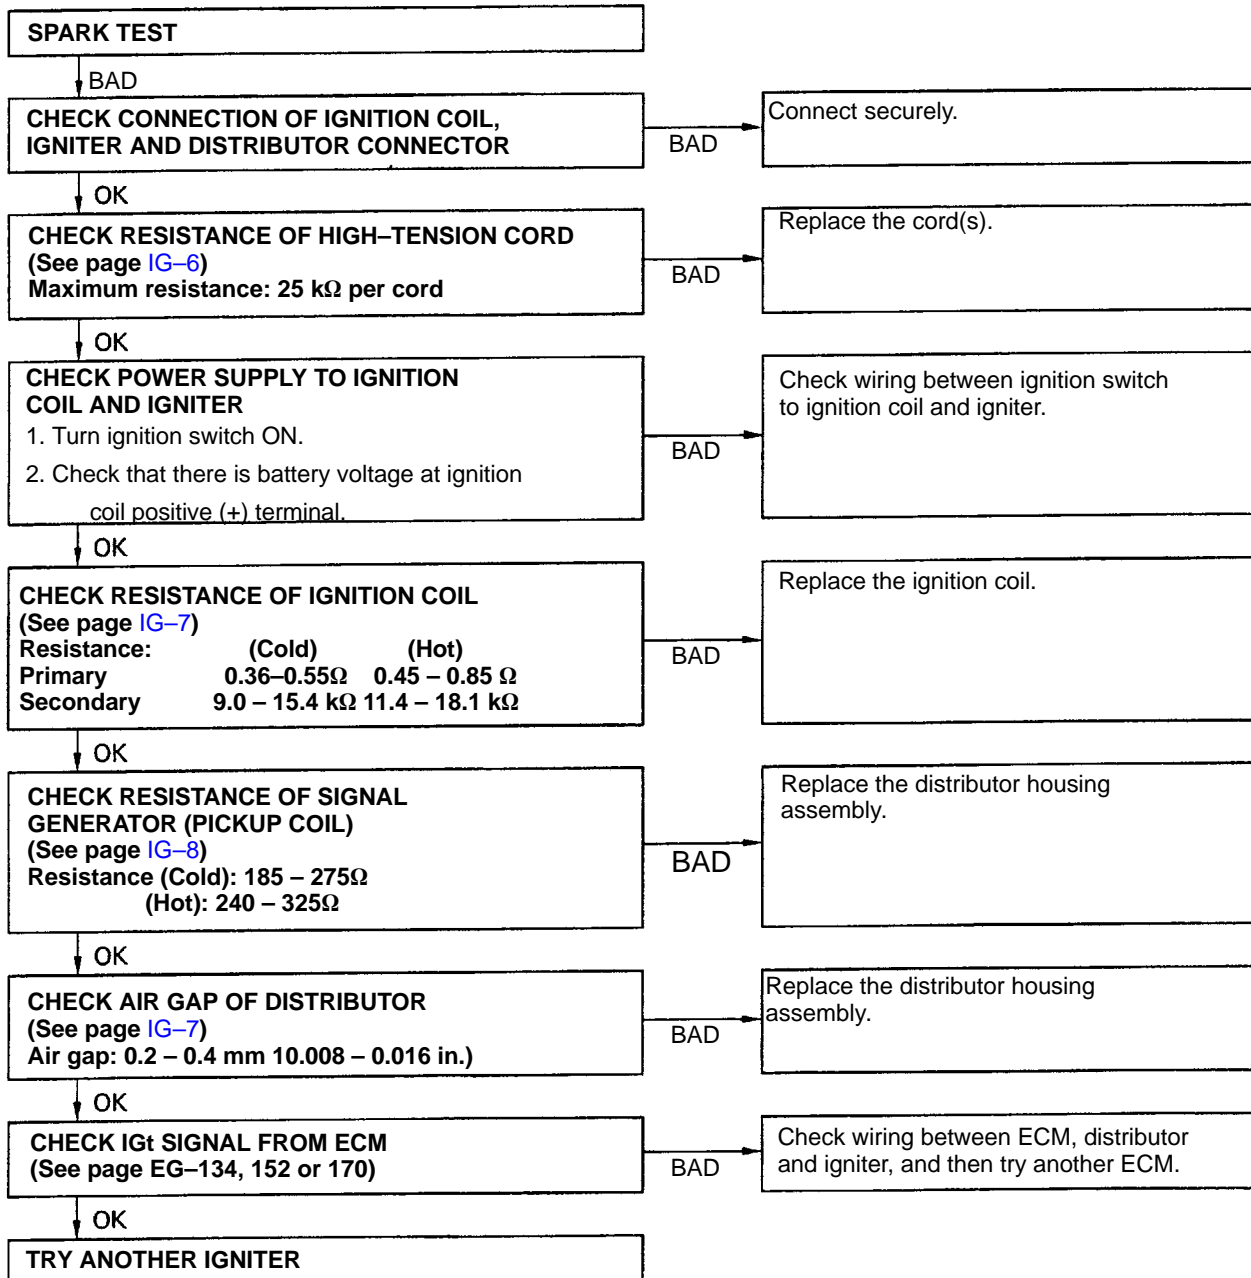 SPARK TEST
BAD
CHECK CONNECTION OF IGNITION COIL,
IGNITER AND DISTRIBUTOR CONNECTOR
BAD
Connect securely.
OK
CHECK RESISTANCE OF HIGH–TENSION CORD
(See page IG–6)
Maximum resistance: 25 kΩ per cord
BAD
Replace the cord(s).
OK
CHECK POWER SUPPLY TO IGNITION
COIL AND IGNITER
1. Turn ignition switch ON.
2. Check that there is battery voltage at ignition
coil positive (+) terminal.
BAD
Check wiring between ignition switch
to ignition coil and igniter.
OK
CHECK RESISTANCE OF IGNITION COIL
(See page IG–7)
Resistance: (Cold) (Hot)
Primary 0.36–0.55Ω 0.45 – 0.85 Ω
Secondary 9.0 – 15.4 kΩ 11.4 – 18.1 kΩ
BAD
Replace the ignition coil.
OK
CHECK RESISTANCE OF SIGNAL
GENERATOR (PICKUP COIL)
(See page IG–8)
Resistance (Cold): 185 – 275Ω
(Hot): 240 – 325Ω
BAD
Replace the distributor housing
assembly.
OK
CHECK AIR GAP OF DISTRIBUTOR
(See page IG–7)
Air gap: 0.2 – 0.4 mm 10.008 – 0.016 in.)
BAD
Replace the distributor housing
assembly.
OK
CHECK IGt SIGNAL FROM ECM
(See page EG–134, 152 or 170)
BAD
Check wiring between ECM, distributor
and igniter, and then try another ECM.
OK
TRY ANOTHER IGNITER